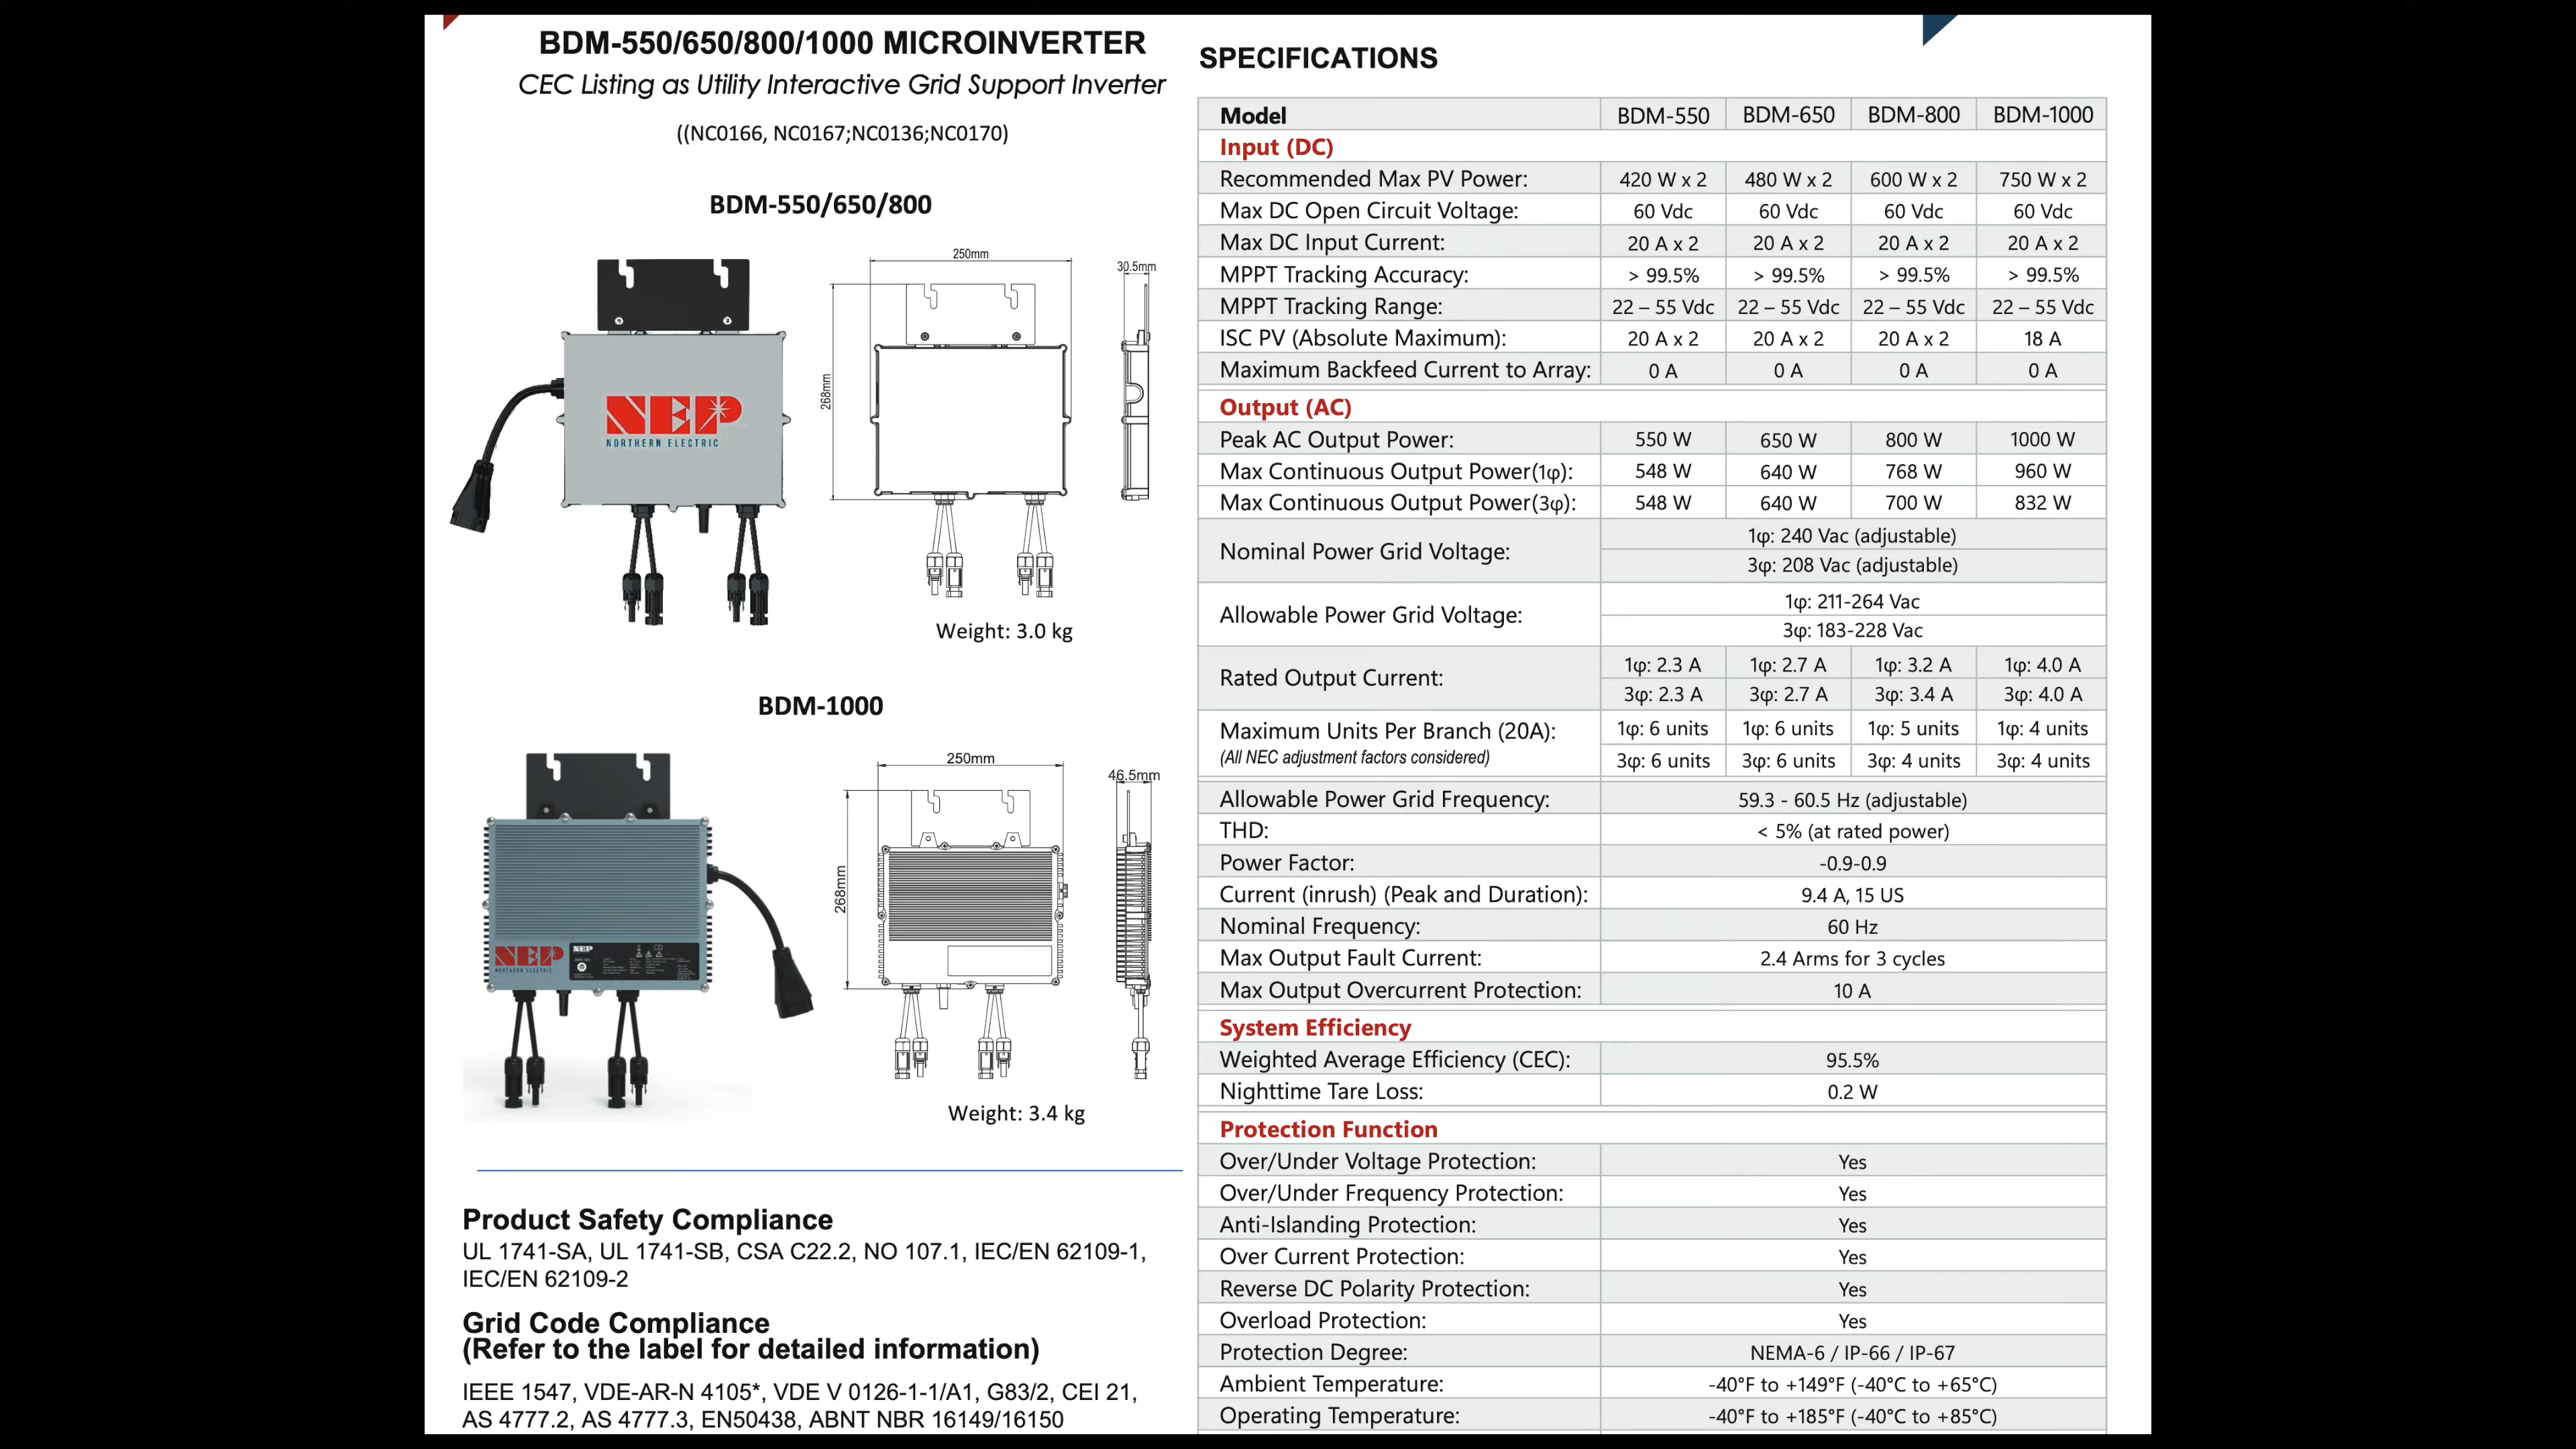 BDM-550/650/800/1000 MICROINVERTER
CEC Listing as Utility Interactive Grid Support Inverter
((NC0166, NC0167;NC0136;NC0170)
BDM-550/650/800
250mm
30.5mm
268mm
NEP
NORTHERN ELECTRIC
Weight: 3.0 kg
BDM-1000
250mm
46.5mm
268mm
NEP
NORTHERN ELECTRIC
NEP
Weight: 3.4 kg
Product Safety Compliance
UL 1741-SA, UL 1741-SB, CSA C22.2, NO 107.1, IEC/EN 62109-1,
IEC/EN 62109-2
Grid Code Compliance
(Refer to the label for detailed information)
IEEE 1547, VDE-AR-N 4105*, VDE V 0126-1-1/A1, G83/2, CEI 21,
AS 4777.2, AS 4777.3, EN50438, ABNT NBR 16149/16150
SPECIFICATIONS
Model BDM-550 BDM-650 BDM-800 BDM-1000
Input (DC)
Recommended Max PV Power: 420 W x 2 480 W x 2 600 W x 2 750 W x 2
Max DC Open Circuit Voltage: 60 Vdc 60 Vdc 60 Vdc 60 Vdc
Max DC Input Current: 20 A x 2 20 A x 2 20 A x 2 20 A x 2
MPPT Tracking Accuracy: > 99.5% > 99.5% > 99.5% > 99.5%
MPPT Tracking Range: 22 – 55 Vdc 22 – 55 Vdc 22 – 55 Vdc 22 – 55 Vdc
ISC PV (Absolute Maximum): 20 A x 2 20 A x 2 20 A x 2 18 A
Maximum Backfeed Current to Array: 0 A 0 A 0 A 0 A
Output (AC)
Peak AC Output Power: 550 W 650 W 800 W 1000 W
Max Continuous Output Power(1φ): 548 W 640 W 768 W 960 W
Max Continuous Output Power(3φ): 548 W 640 W 700 W 832 W
Nominal Power Grid Voltage: 1φ: 240 Vac (adjustable)
3φ: 208 Vac (adjustable)
Allowable Power Grid Voltage: 1φ: 211-264 Vac
3φ: 183-228 Vac
Rated Output Current: 1φ: 2.3 A 1φ: 2.7 A 1φ: 3.2 A 1φ: 4.0 A
3φ: 2.3 A 3φ: 2.7 A 3φ: 3.4 A 3φ: 4.0 A
Maximum Units Per Branch (20A): 1φ: 6 units 1φ: 6 units 1φ: 5 units 1φ: 4 units
(All NEC adjustment factors considered) 3φ: 6 units 3φ: 6 units 3φ: 4 units 3φ: 4 units
Allowable Power Grid Frequency: 59.3 - 60.5 Hz (adjustable)
THD: < 5% (at rated power)
Power Factor: -0.9-0.9
Current (inrush) (Peak and Duration): 9.4 A, 15 US
Nominal Frequency: 60 Hz
Max Output Fault Current: 2.4 Arms for 3 cycles
Max Output Overcurrent Protection: 10 A
System Efficiency
Weighted Average Efficiency (CEC): 95.5%
Nighttime Tare Loss: 0.2 W
Protection Function
Over/Under Voltage Protection: Yes
Over/Under Frequency Protection: Yes
Anti-Islanding Protection: Yes
Over Current Protection: Yes
Reverse DC Polarity Protection: Yes
Overload Protection: Yes
Protection Degree: NEMA-6 / IP-66 / IP-67
Ambient Temperature: -40°F to +149°F (-40°C to +65°C)
Operating Temperature: -40°F to +185°F (-40°C to +85°C)